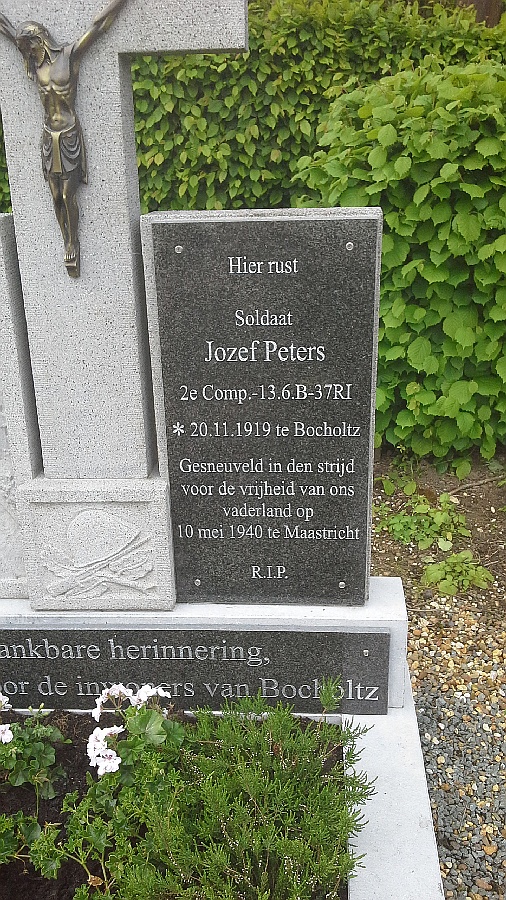 Hier rust
Soldaat
Jozef Peters
2e Comp.-13.6.B-37RI
* 20.11.1919 te Bocholtz
Gesneuveld in den strijd
voor de vrijheid van ons
vaderland op
10 mei 1940 te Maastricht
R.I.P.
ankbare herinnering,
oor de inwoners van Bocholtz